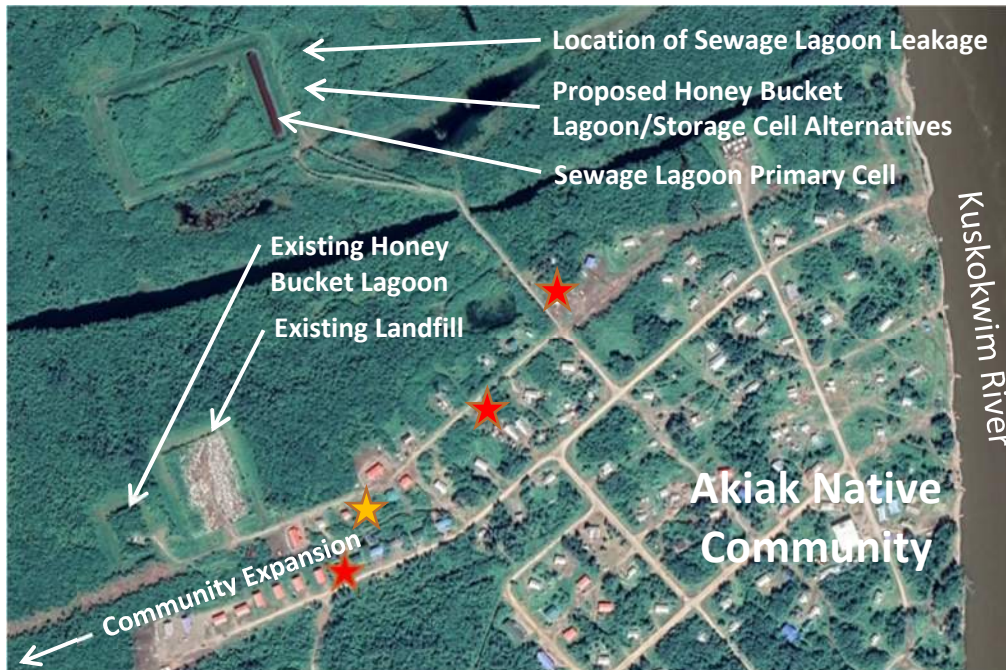 Location of Sewage Lagoon Leakage
Proposed Honey Bucket
Lagoon/Storage Cell Alternatives
Sewage Lagoon Primary Cell
Existing Honey
Bucket Lagoon
Existing Landfill
Kuskokwim River
Akiak Native
Community
Community Expansion